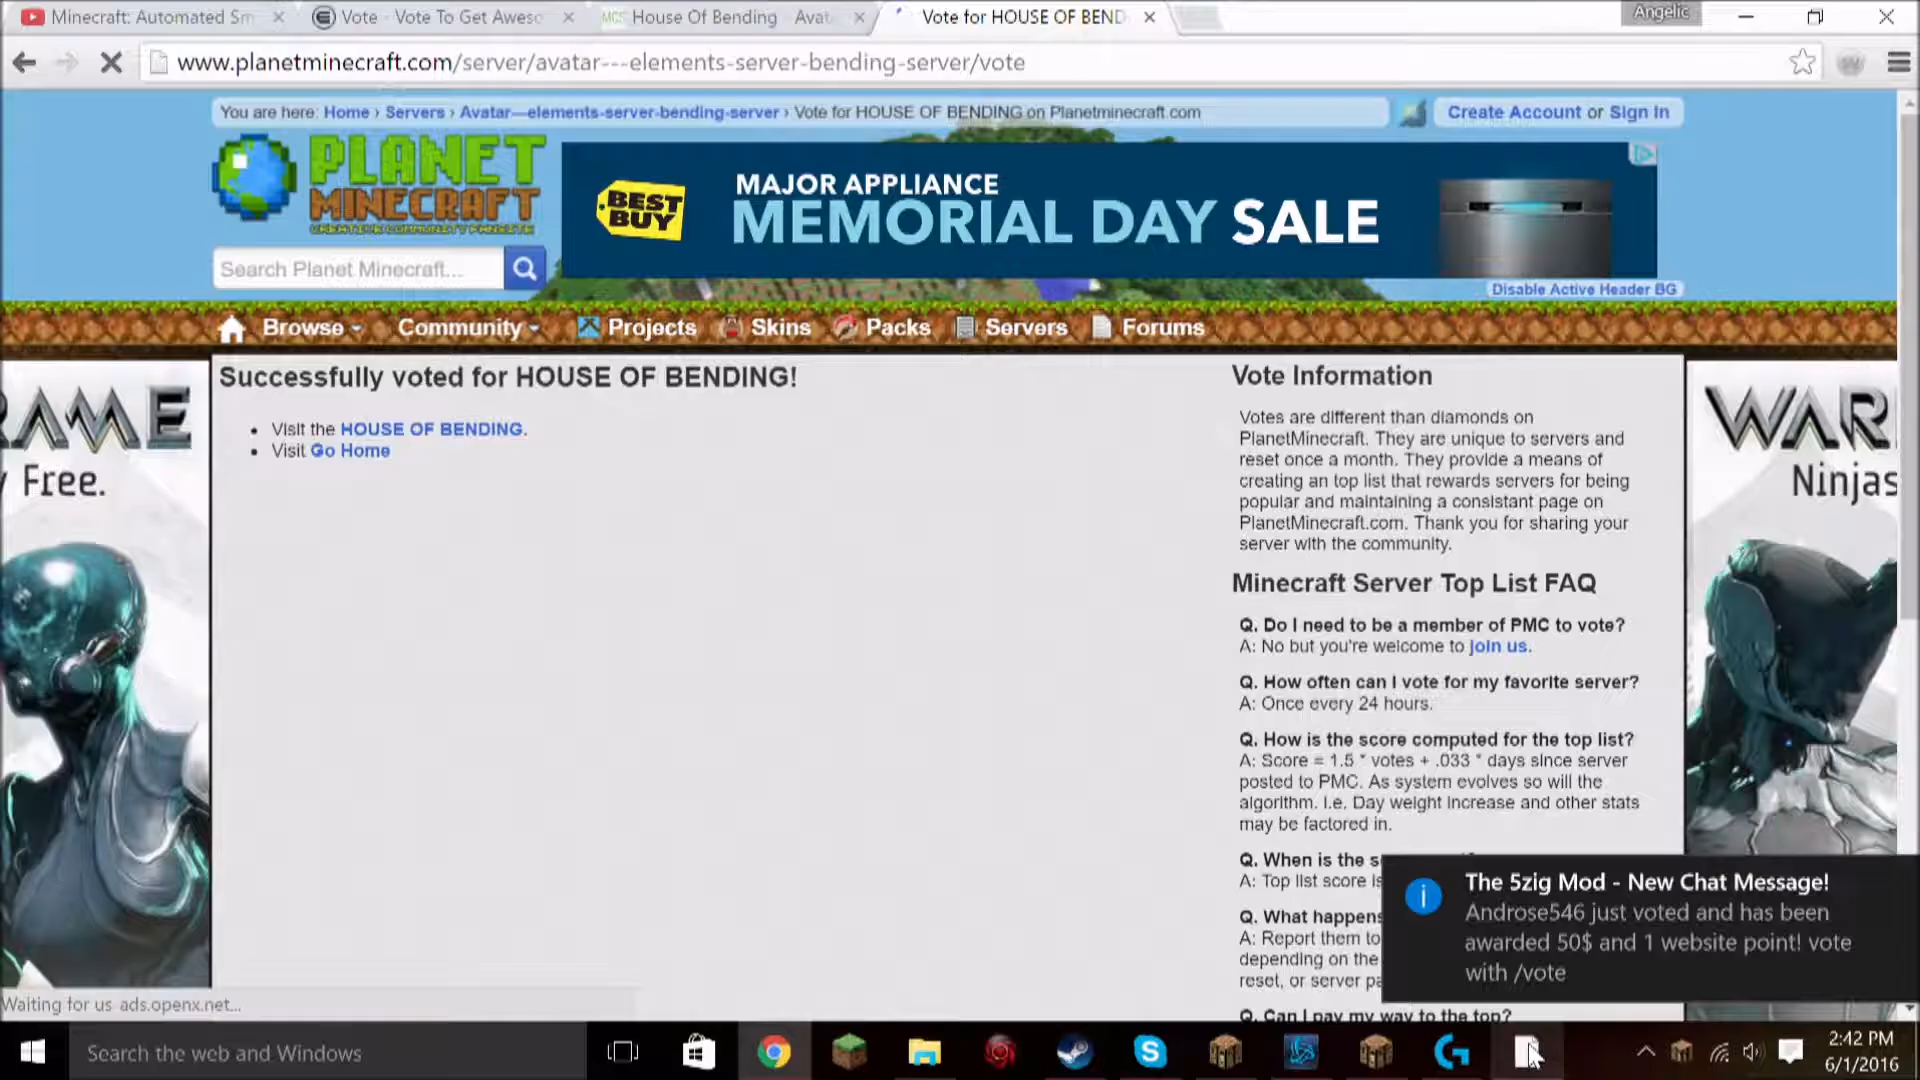 Minecraft: Automated Sm
Vote - Vote To Get Aweso
MCS House Of Bending Avat
Vote for HOUSE OF BEND
Angelic
www.planetminecraft.com/server/avatar---elements-server-bending-server/vote
You are here: Home › Servers › Avatar—elements-server-bending-server › Vote for HOUSE OF BENDING on Planetminecraft.com
Create Account or Sign In
PLANET
MINECRAFT
CREATIVE COMMUNITY FANSITE
BEST
BUY
MAJOR APPLIANCE
MEMORIAL DAY SALE
Search Planet Minecraft...
Disable Active Header BG
Browse
Community
Projects
Skins
Packs
Servers
Forums
RAME
y Free.
WAR
Ninjas
Successfully voted for HOUSE OF BENDING!
Visit the HOUSE OF BENDING.
Visit Go Home
Vote Information
Votes are different than diamonds on
PlanetMinecraft. They are unique to servers and
reset once a month. They provide a means of
creating an top list that rewards servers for being
popular and maintaining a consistant page on
PlanetMinecraft.com. Thank you for sharing your
server with the community.
Minecraft Server Top List FAQ
Q. Do I need to be a member of PMC to vote?
A: No but you're welcome to join us.
Q. How often can I vote for my favorite server?
A: Once every 24 hours.
Q. How is the score computed for the top list?
A: Score = 1.5 * votes + .033 * days since server
posted to PMC. As system evolves so will the
algorithm. I.e. Day weight increase and other stats
may be factored in.
Q. When is the s
A: Top list score is
Q. What happens
A: Report them to
depending on the
reset, or server pa
Q. Can I pay my way to the top?
The 5zig Mod - New Chat Message!
Androse546 just voted and has been
awarded 50$ and 1 website point! vote
with /vote
Waiting for us ads.openx.net...
Search the web and Windows
2:42 PM
6/1/2016